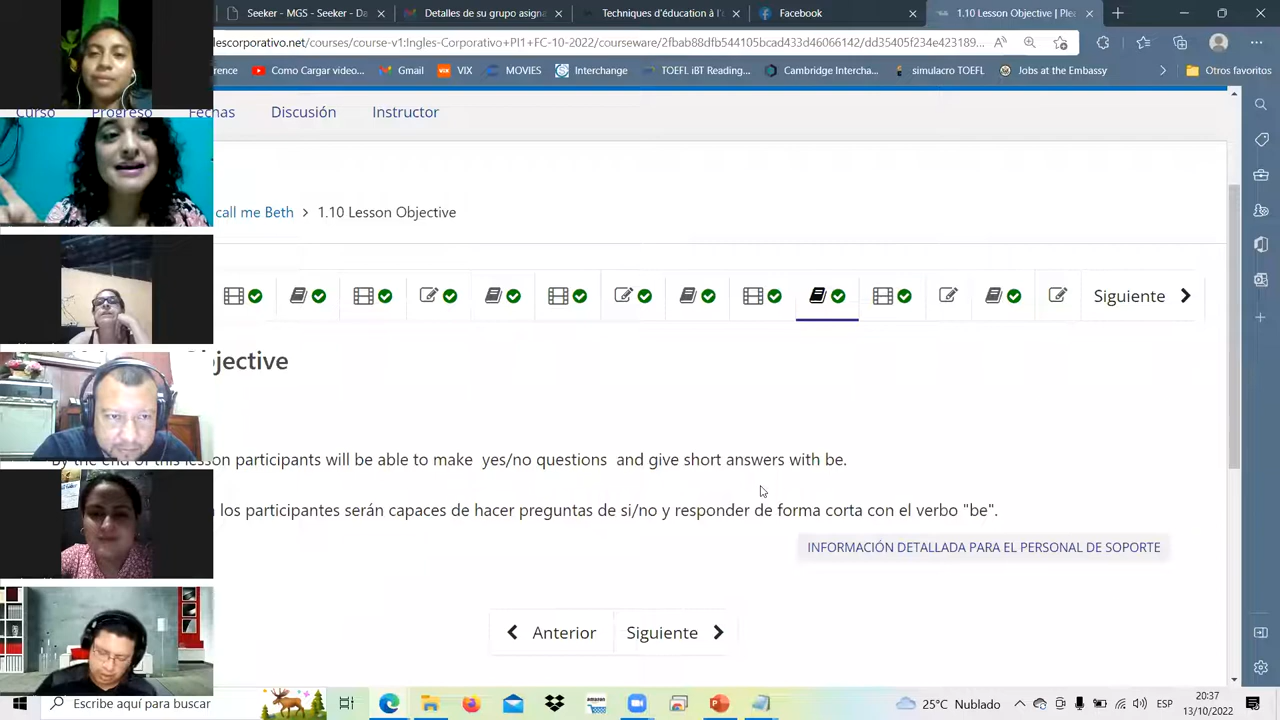 Seeker - MGS - Seeker - Da
Detalles de su grupo asigna
Techniques d'éducation à l'e
Facebook
1.10 Lesson Objective | Ple
lescorporativo.net/courses/course-v1:Ingles-Corporativo+PI1+FC-10-2022/courseware/2fbab88dfb544105bcad433d46066142/dd35405f234e423189...
rence
Como Cargar vídeo...
Gmail
VIX
MOVIES
Interchange
TOEFL iBT Reading...
Cambridge Intercha...
simulacro TOEFL
Jobs at the Embassy
Otros favoritos
Curso
Progreso
Fechas
Discusión
Instructor
call me Beth > 1.10 Lesson Objective
Siguiente
Objective
By the end of this lesson participants will be able to make yes/no questions and give short answers with be.
los participantes serán capaces de hacer preguntas de si/no y responder de forma corta con el verbo "be".
INFORMACIÓN DETALLADA PARA EL PERSONAL DE SOPORTE
Anterior
Siguiente
Escribe aquí para buscar
25°C Nublado
ESP
20:37
13/10/2022